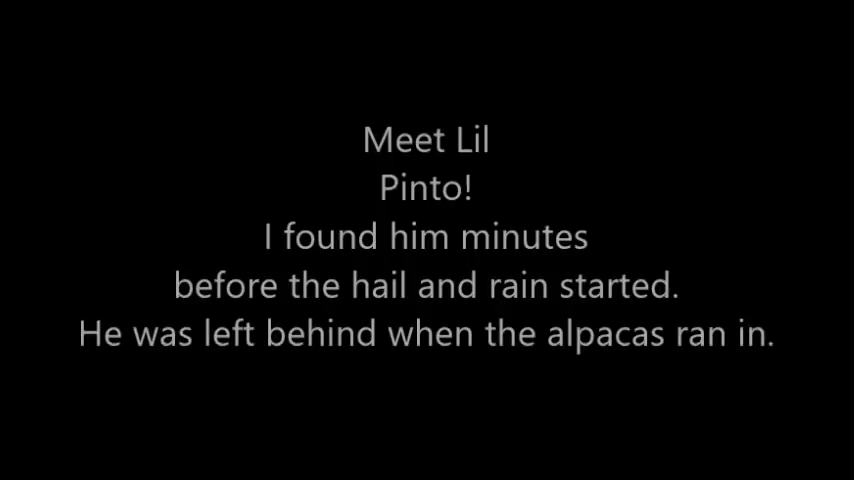 Meet Lil
Pinto!
I found him minutes
before the hail and rain started.
He was left behind when the alpacas ran in.